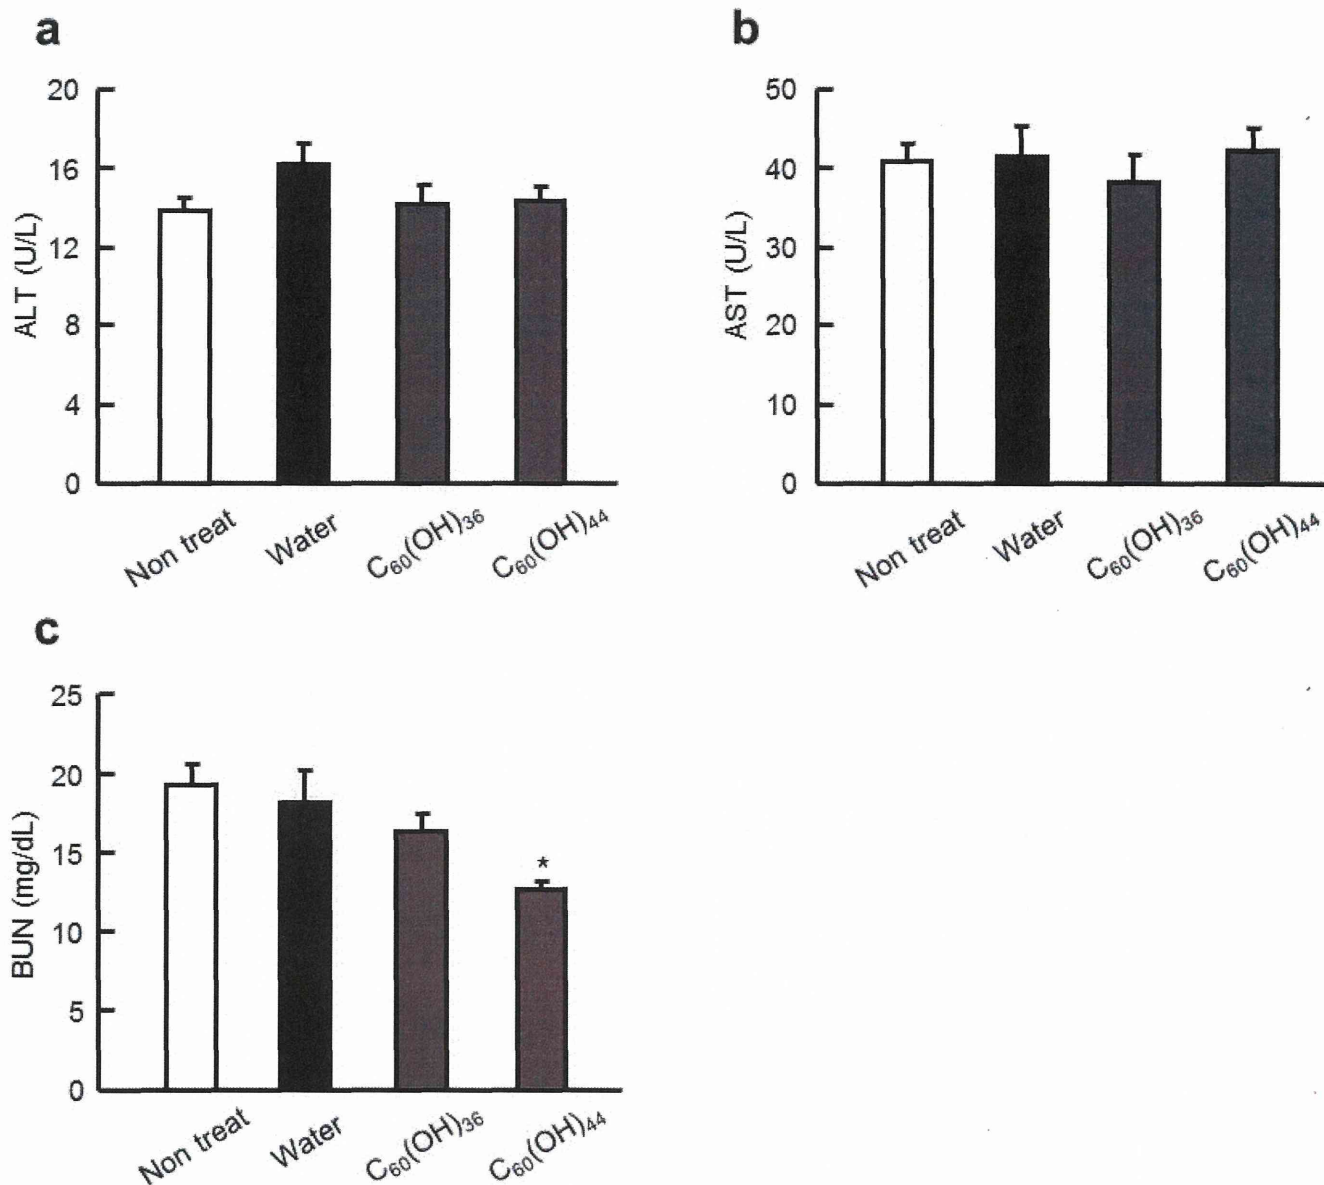 a
20
16
12
8
4
0
ALT (U/L)
Non treat
Water
C₆₀(OH)₃₆
C₆₀(OH)₄₄
b
50
40
30
20
10
0
AST (U/L)
Non treat
Water
C₆₀(OH)₃₆
C₆₀(OH)₄₄
c
25
20
15
10
5
0
BUN (mg/dL)
*
Non treat
Water
C₆₀(OH)₃₆
C₆₀(OH)₄₄